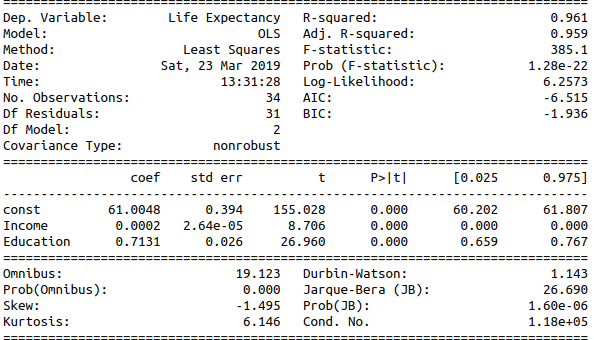 ==============================================================================
Dep. Variable:        Life Expectancy   R-squared:                       0.961
Model:                            OLS   Adj. R-squared:                  0.959
Method:                 Least Squares   F-statistic:                     385.1
Date:                Sat, 23 Mar 2019   Prob (F-statistic):           1.28e-22
Time:                        13:31:28   Log-Likelihood:                 6.2573
No. Observations:                  34   AIC:                            -6.515
Df Residuals:                      31   BIC:                            -1.936
Df Model:                           2
Covariance Type:            nonrobust
==============================================================================
                 coef    std err          t      P>|t|      [0.025      0.975]
------------------------------------------------------------------------------
const         61.0048      0.394    155.028      0.000      60.202      61.807
Income         0.0002   2.64e-05      8.706      0.000       0.000       0.000
Education      0.7131      0.026     26.960      0.000       0.659       0.767
==============================================================================
Omnibus:                       19.123   Durbin-Watson:                   1.143
Prob(Omnibus):                  0.000   Jarque-Bera (JB):               26.690
Skew:                          -1.495   Prob(JB):                     1.60e-06
Kurtosis:                       6.146   Cond. No.                     1.18e+05
==============================================================================